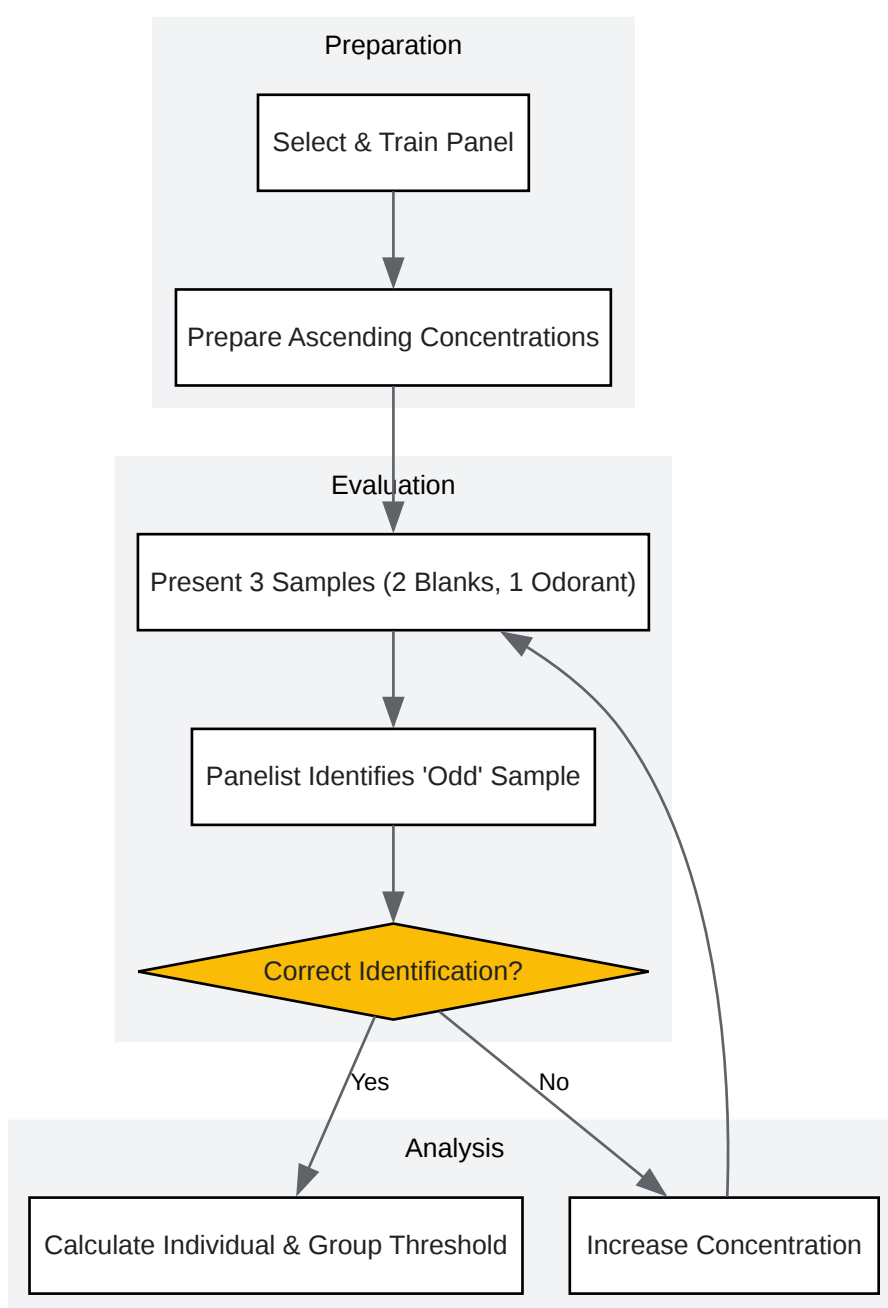 Preparation
Select & Train Panel
Prepare Ascending Concentrations
Evaluation
Present 3 Samples (2 Blanks, 1 Odorant)
Panelist Identifies 'Odd' Sample
Correct Identification?
Yes
No
Analysis
Calculate Individual & Group Threshold
Increase Concentration